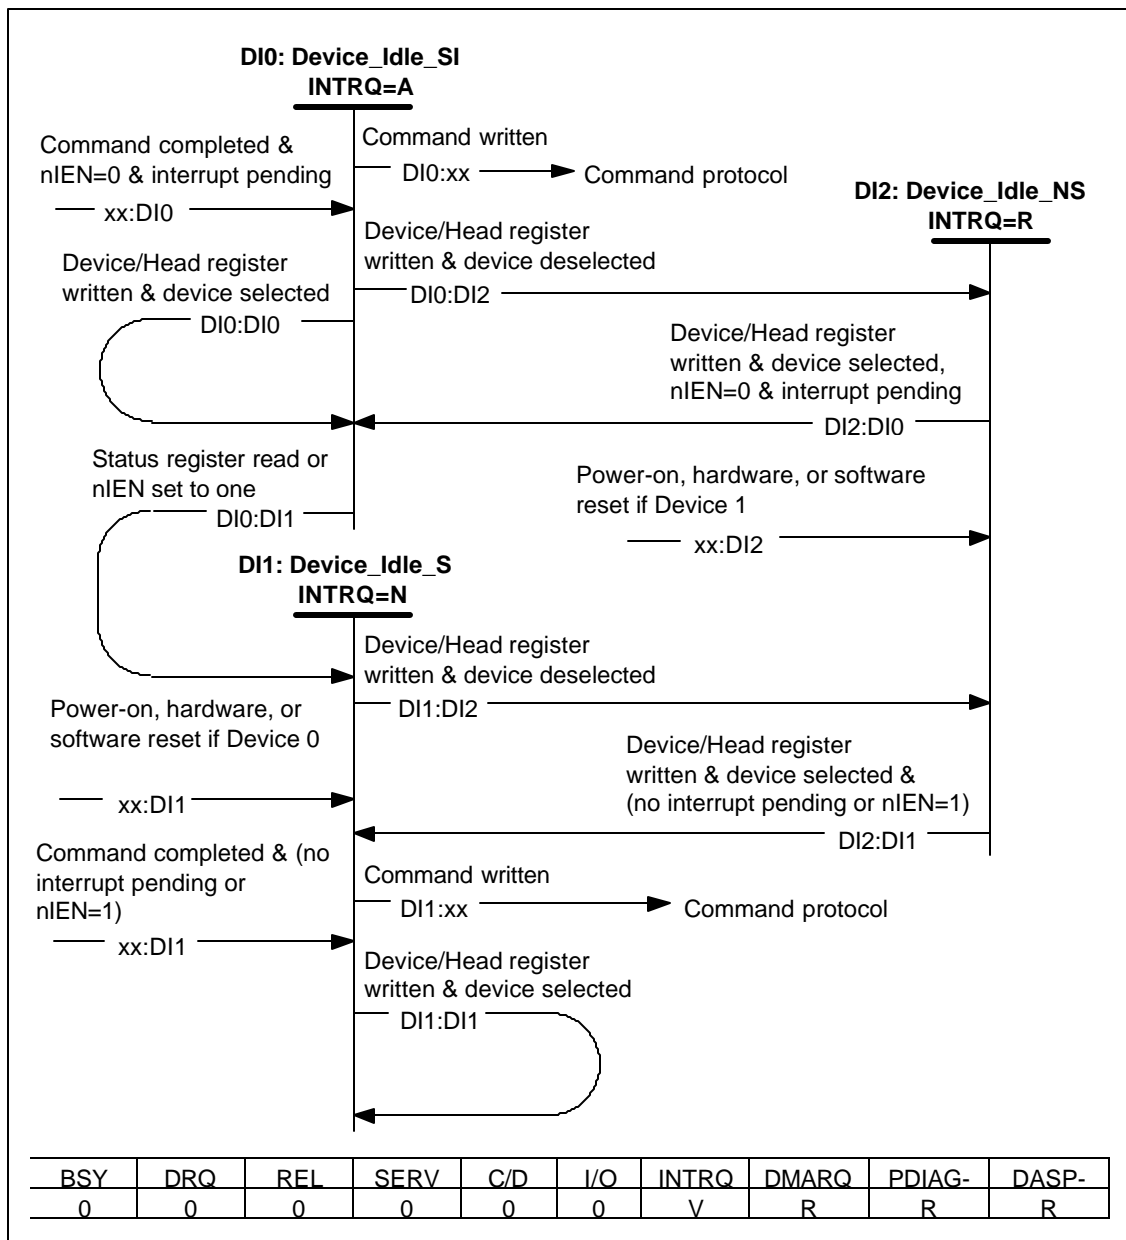 DI0: Device_Idle_SI
INTRQ=A
Command completed &
nIEN=0 & interrupt pending
xx:DI0
Command written
DI0:xx
Command protocol
DI2: Device_Idle_NS
INTRQ=R
Device/Head register
written & device deselected
DI0:DI2
Device/Head register
written & device selected
DI0:DI0
Device/Head register
written & device selected,
nIEN=0 & interrupt pending
DI2:DI0
Status register read or
nIEN set to one
DI0:DI1
Power-on, hardware, or software
reset if Device 1
xx:DI2
DI1: Device_Idle_S
INTRQ=N
Device/Head register
written & device deselected
DI1:DI2
Power-on, hardware, or
software reset if Device 0
xx:DI1
Device/Head register
written & device selected &
(no interrupt pending or nIEN=1)
DI2:DI1
Command completed & (no
interrupt pending or
nIEN=1)
xx:DI1
Command written
DI1:xx
Command protocol
Device/Head register
written & device selected
DI1:DI1
BSY DRQ REL SERV C/D I/O INTRQ DMARQ PDIAG- DASP-
0 0 0 0 0 0 V R R R